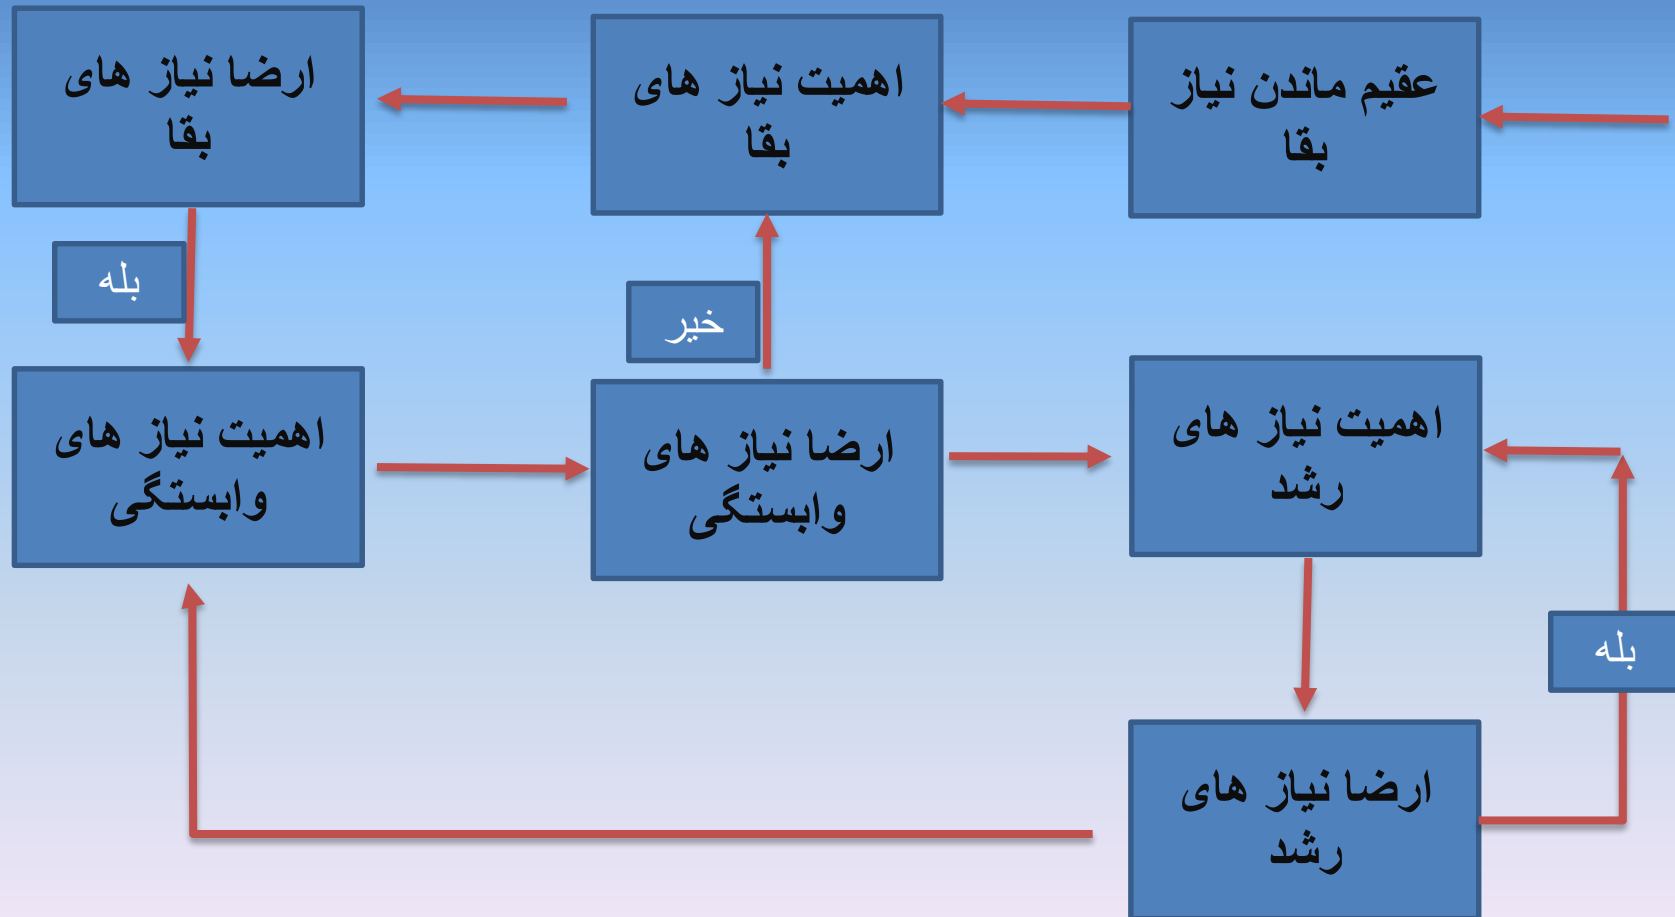 عقیم ماندن نیاز
بقا
اهمیت نیاز های
بقا
ارضا نیاز های
بقا
بله
خیر
اهمیت نیاز های
وابستگی
ارضا نیاز های
وابستگی
اهمیت نیاز های
رشد
بله
ارضا نیاز های
رشد